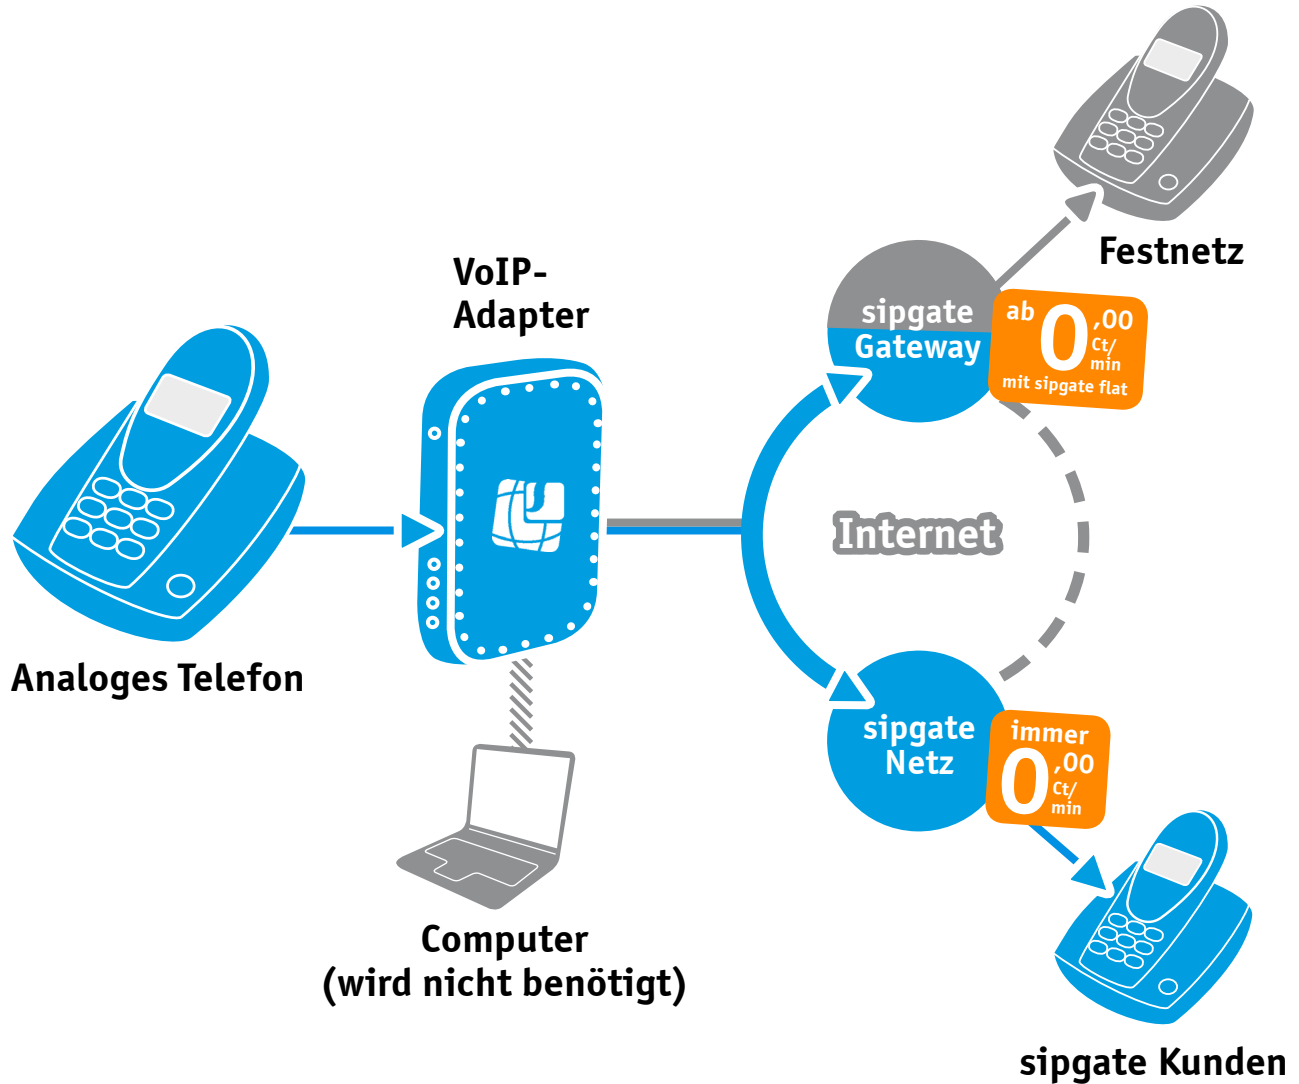 Festnetz
VoIP-
Adapter
sipgate
Gateway
ab 0,00
Ct/
min
mit sipgate flat
Internet
Analoges Telefon
sipgate
Netz
immer
0,00
Ct/
min
Computer
(wird nicht benötigt)
sipgate Kunden